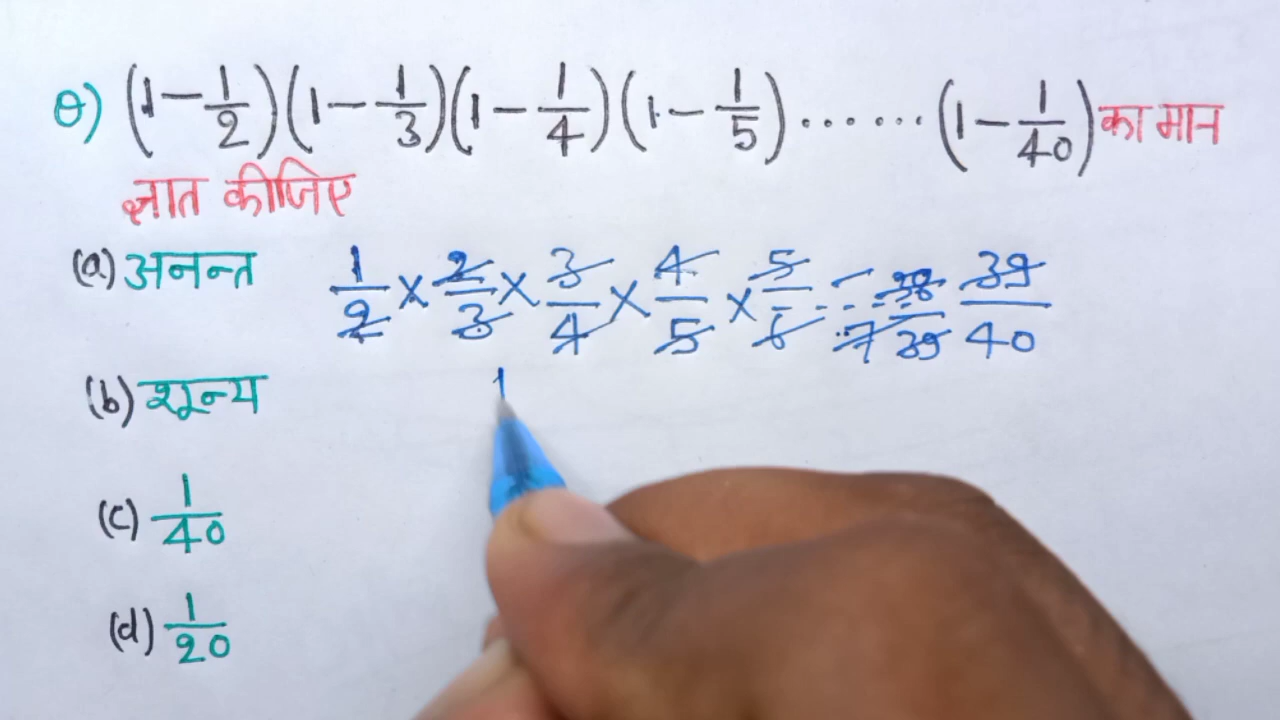 Q) (1-1/2)(1-1/3)(1-1/4)(1-1/5).......(1-1/40) का मान
ज्ञात कीजिए
(a) अनन्त
1/2 × 2/3 × 3/4 × 4/5 × 5/6 ... 38/39 39/40
(b) शून्य
1
(c) 1/40
(d) 1/20